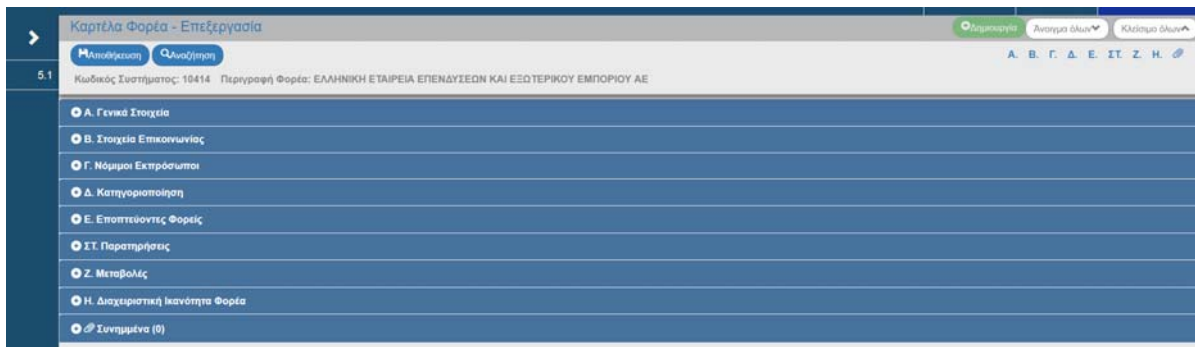 Καρτέλα Φορέα - Επεξεργασία
Δημιουργία Άνοιγμα όλων Κλείσιμο όλων
Αποθήκευση Αναζήτηση
Α. Β. Γ. Δ. Ε. ΣΤ. Ζ. Η.
5.1
Κωδικός Συστήματος: 10414 Περιγραφή Φορέα: ΕΛΛΗΝΙΚΗ ΕΤΑΙΡΕΙΑ ΕΠΕΝΔΥΣΕΩΝ ΚΑΙ ΕΞΩΤΕΡΙΚΟΥ ΕΜΠΟΡΙΟΥ ΑΕ
Α. Γενικά Στοιχεία
Β. Στοιχεία Επικοινωνίας
Γ. Νόμιμοι Εκπρόσωποι
Δ. Κατηγοριοποίηση
Ε. Εποπτεύοντες Φορείς
ΣΤ. Παρατηρήσεις
Ζ. Μεταβολές
Η. Διαχειριστική Ικανότητα Φορέα
Συνημμένα (0)